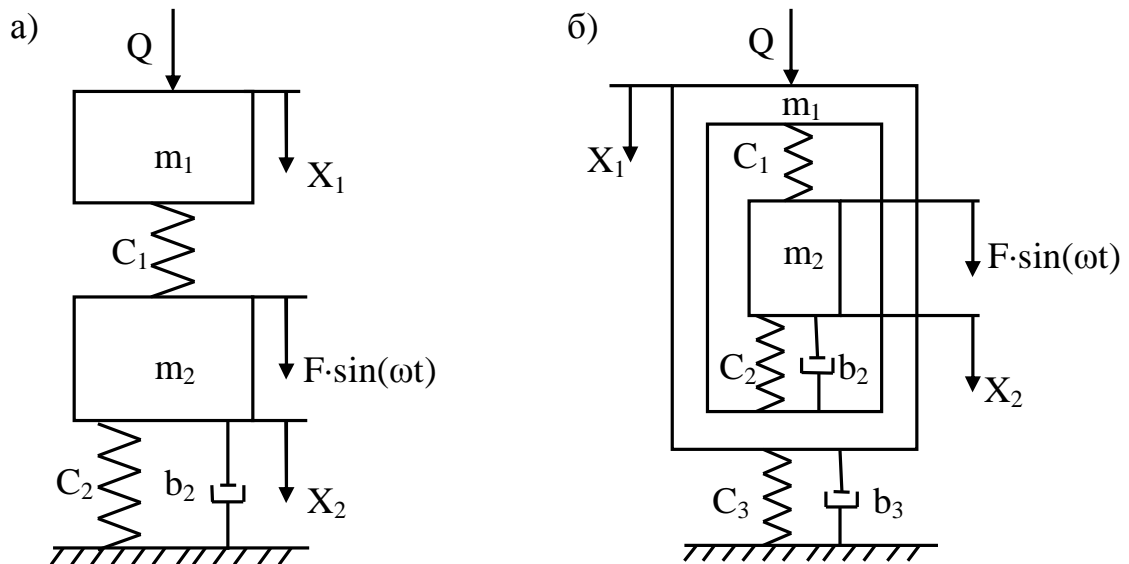 а)
Q
m₁
X₁
C₁
m₂
F·sin(ωt)
C₂
b₂
X₂
б)
Q
m₁
X₁
C₁
m₂
F·sin(ωt)
C₂
b₂
X₂
C₃
b₃